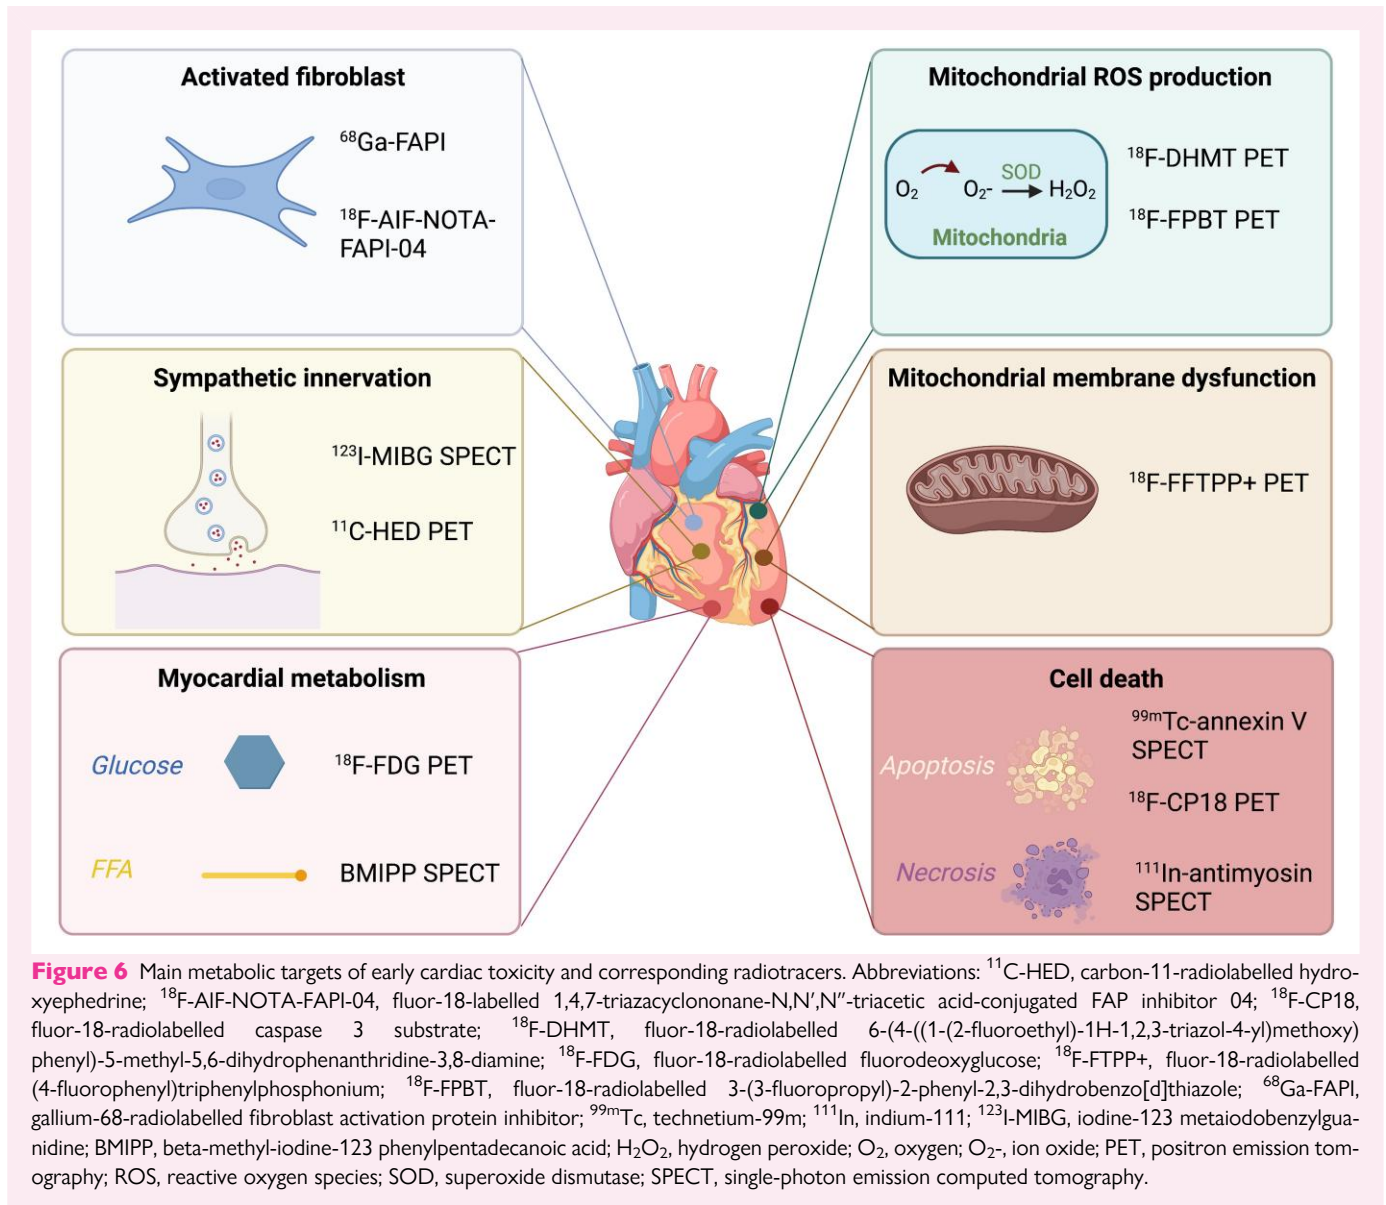 Activated fibroblast
⁶⁸Ga-FAPI
¹⁸F-AIF-NOTA-
FAPI-04
Mitochondrial ROS production
O₂
O₂-
SOD
H₂O₂
Mitochondria
¹⁸F-DHMT PET
¹⁸F-FPBT PET
Sympathetic innervation
¹²³I-MIBG SPECT
¹¹C-HED PET
Mitochondrial membrane dysfunction
¹⁸F-FFTPP+ PET
Myocardial metabolism
Glucose
¹⁸F-FDG PET
FFA
BMIPP SPECT
Cell death
Apoptosis
⁹⁹ᵐTc-annexin V
SPECT
¹⁸F-CP18 PET
Necrosis
¹¹¹In-antimyosin
SPECT
Figure 6 Main metabolic targets of early cardiac toxicity and corresponding radiotracers. Abbreviations: ¹¹C-HED, carbon-11-radiolabelled hydro-
xyephedrine; ¹⁸F-AIF-NOTA-FAPI-04, fluor-18-labelled 1,4,7-triazacyclononane-N,N′,N″-triacetic acid-conjugated FAP inhibitor 04; ¹⁸F-CP18,
fluor-18-radiolabelled caspase 3 substrate; ¹⁸F-DHMT, fluor-18-radiolabelled 6-(4-((1-(2-fluoroethyl)-1H-1,2,3-triazol-4-yl)methoxy)
phenyl)-5-methyl-5,6-dihydrophenanthridine-3,8-diamine; ¹⁸F-FDG, fluor-18-radiolabelled fluorodeoxyglucose; ¹⁸F-FTPP+, fluor-18-radiolabelled
(4-fluorophenyl)triphenylphosphonium; ¹⁸F-FPBT, fluor-18-radiolabelled 3-(3-fluoropropyl)-2-phenyl-2,3-dihydrobenzo[d]thiazole; ⁶⁸Ga-FAPI,
gallium-68-radiolabelled fibroblast activation protein inhibitor; ⁹⁹ᵐTc, technetium-99m; ¹¹¹In, indium-111; ¹²³I-MIBG, iodine-123 metaiodobenzylgua-
nidine; BMIPP, beta-methyl-iodine-123 phenylpentadecanoic acid; H₂O₂, hydrogen peroxide; O₂, oxygen; O₂-, ion oxide; PET, positron emission tom-
ography; ROS, reactive oxygen species; SOD, superoxide dismutase; SPECT, single-photon emission computed tomography.